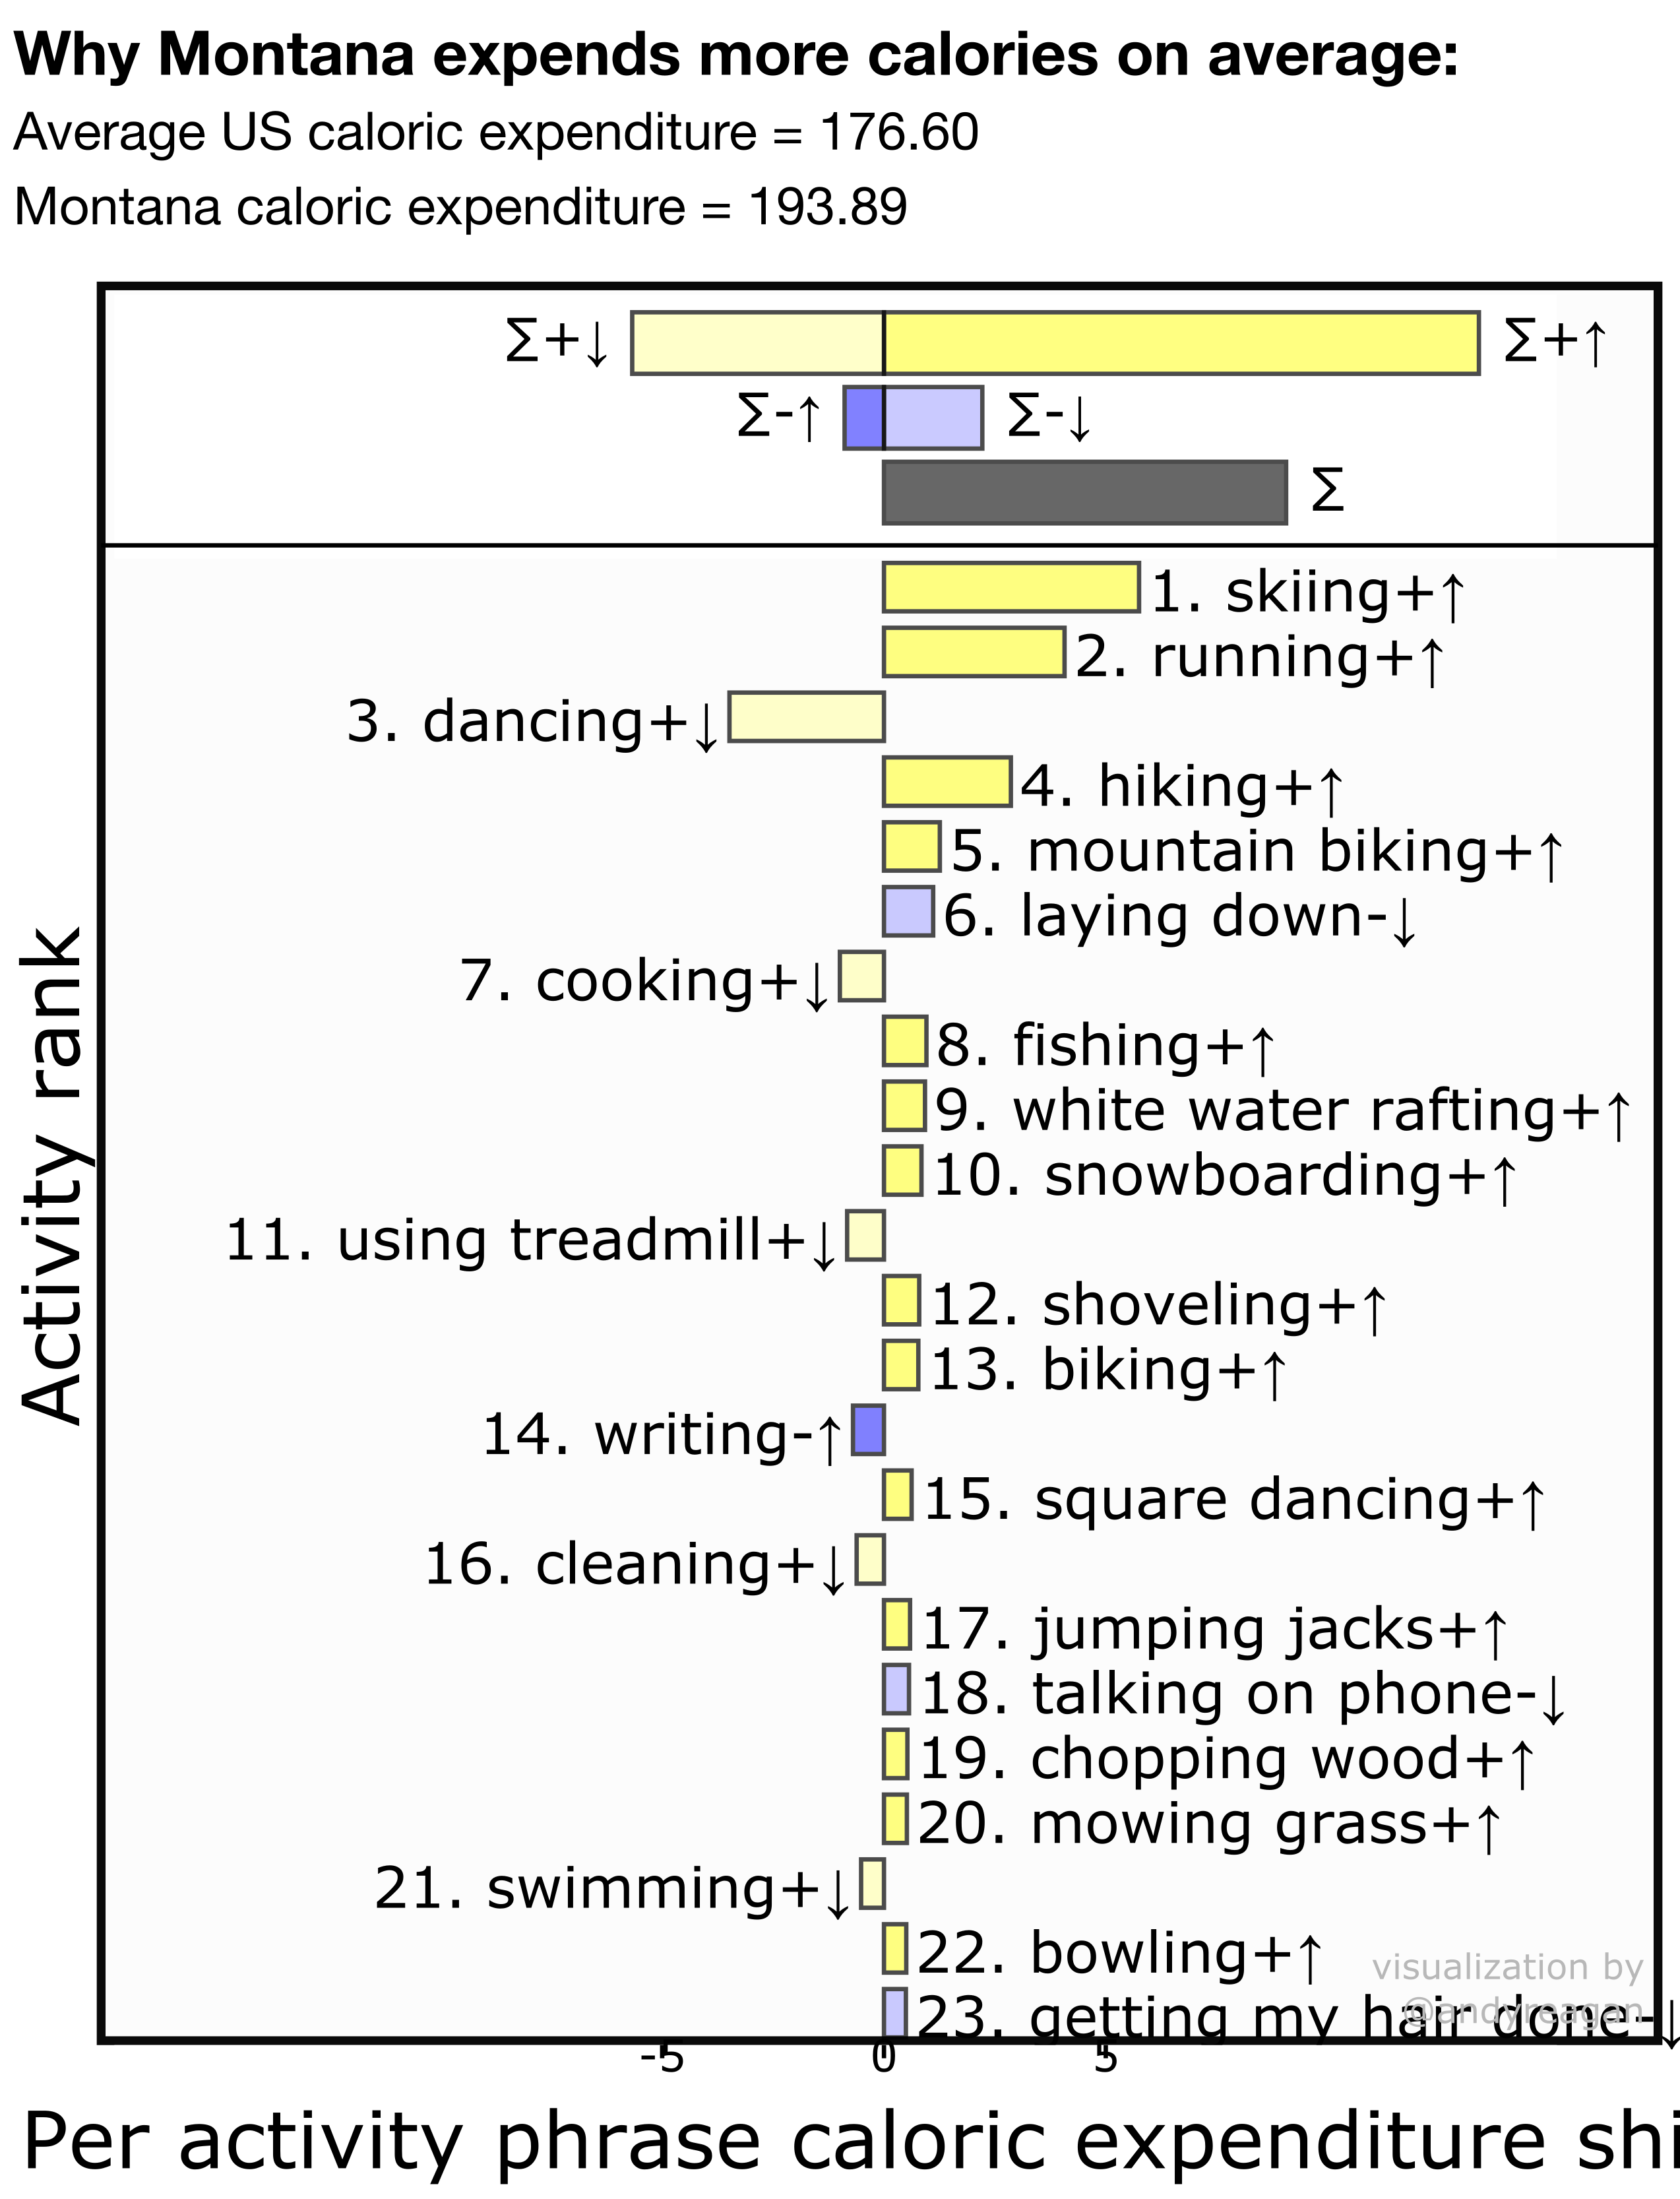 Why Montana expends more calories on average:
Average US caloric expenditure = 176.60
Montana caloric expenditure = 193.89
Σ+↓ Σ+↑
Σ-↑ Σ-↓
Σ
1. skiing+↑
2. running+↑
3. dancing+↓
4. hiking+↑
5. mountain biking+↑
6. laying down-↓
7. cooking+↓
8. fishing+↑
9. white water rafting+↑
10. snowboarding+↑
11. using treadmill+↓
12. shoveling+↑
13. biking+↑
14. writing-↑
15. square dancing+↑
16. cleaning+↓
17. jumping jacks+↑
18. talking on phone-↓
19. chopping wood+↑
20. mowing grass+↑
21. swimming+↓
22. bowling+↑
23. getting my hair done-↓
visualization by
@andyreagan
Activity rank
-5 0 5
Per activity phrase caloric expenditure shi